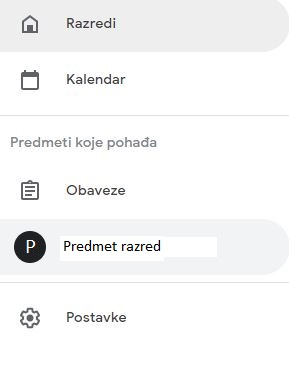 Razredi
Kalendar
Predmeti koje pohađa
Obaveze
P Predmet razred
Postavke